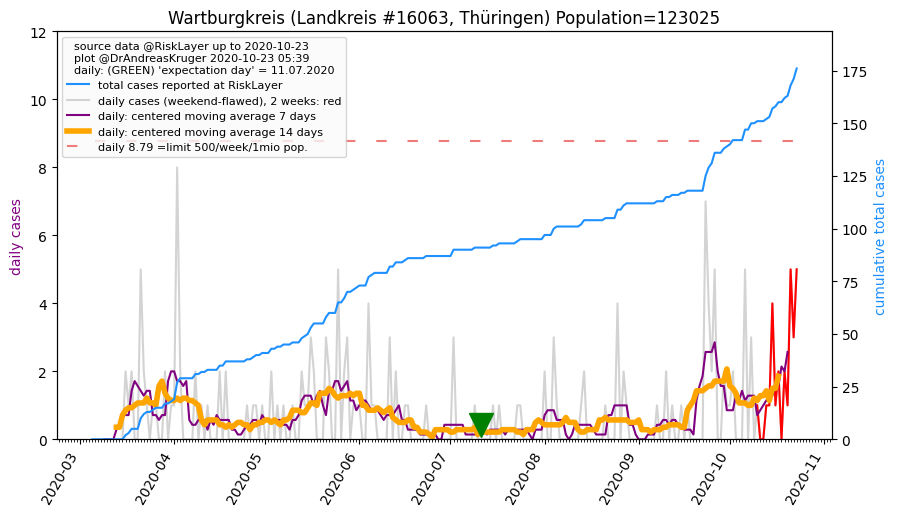 Wartburgkreis (Landkreis #16063, Thüringen) Population=123025
source data @RiskLayer up to 2020-10-23
plot @DrAndreasKruger 2020-10-23 05:39
daily: (GREEN) 'expectation day' = 11.07.2020
total cases reported at RiskLayer
daily cases (weekend-flawed), 2 weeks: red
daily: centered moving average 7 days
daily: centered moving average 14 days
daily 8.79 =limit 500/week/1mio pop.
daily cases
12
10
8
6
4
2
0
cumulative total cases
175
150
125
100
75
50
25
0
2020-03
2020-04
2020-05
2020-06
2020-07
2020-08
2020-09
2020-10
2020-11